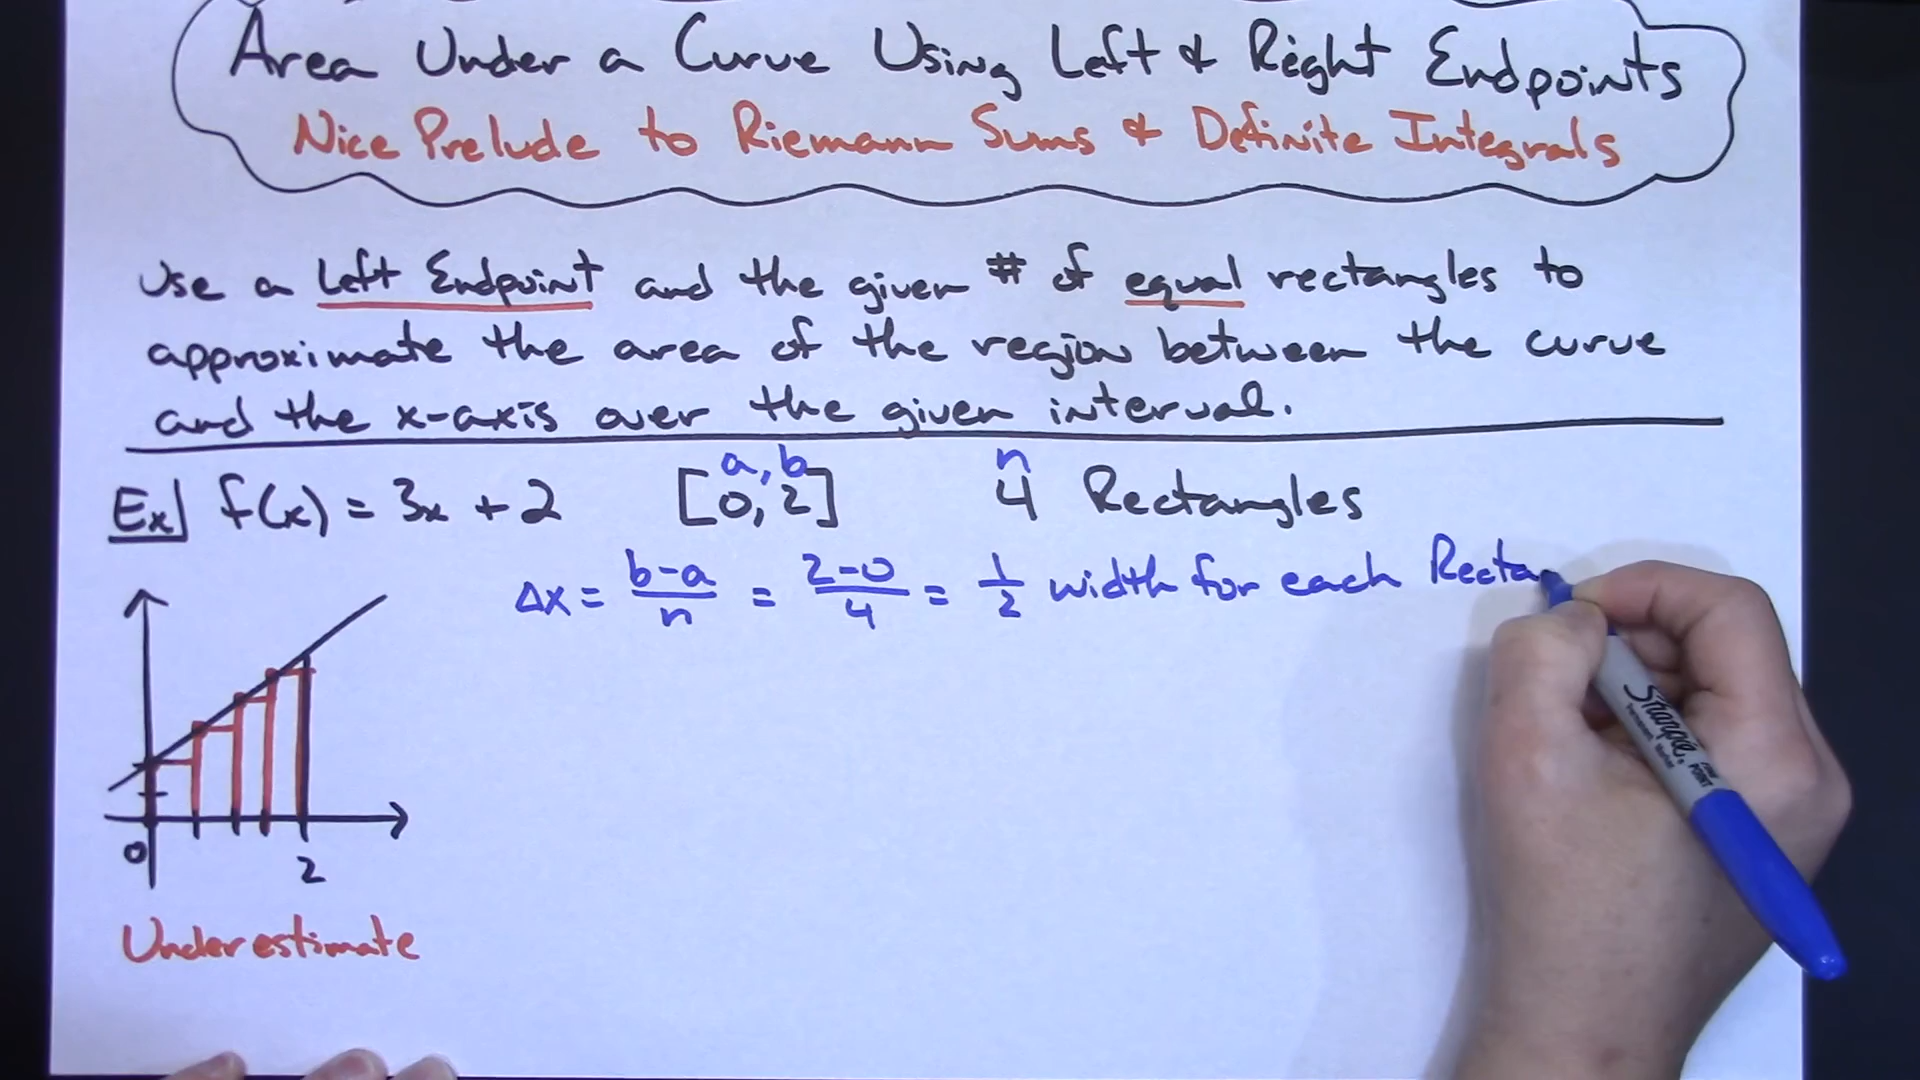 Area Under a Curve Using Left & Right Endpoints
Nice Prelude to Riemann Sums & Definite Integrals
Use a Left Endpoint and the given # of equal rectangles to
approximate the area of the region between the curve
and the x-axis over the given interval.
a, b n
Ex] f(x) = 3x + 2 [0, 2] 4 Rectangles
Δx = b-a/n = 2-0/4 = 1/2 width for each Recta
0 2
Underestimate
Sharpie.